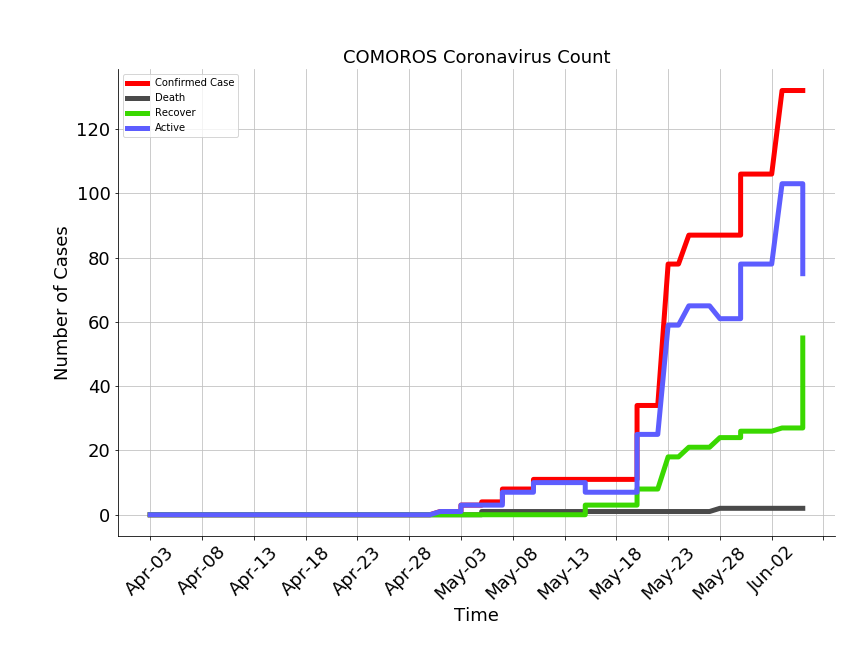 COMOROS Coronavirus Count
Confirmed Case
Death
Recover
Active
Number of Cases
120
100
80
60
40
20
0
Apr-03
Apr-08
Apr-13
Apr-18
Apr-23
Apr-28
May-03
May-08
May-13
May-18
May-23
May-28
Jun-02
Time